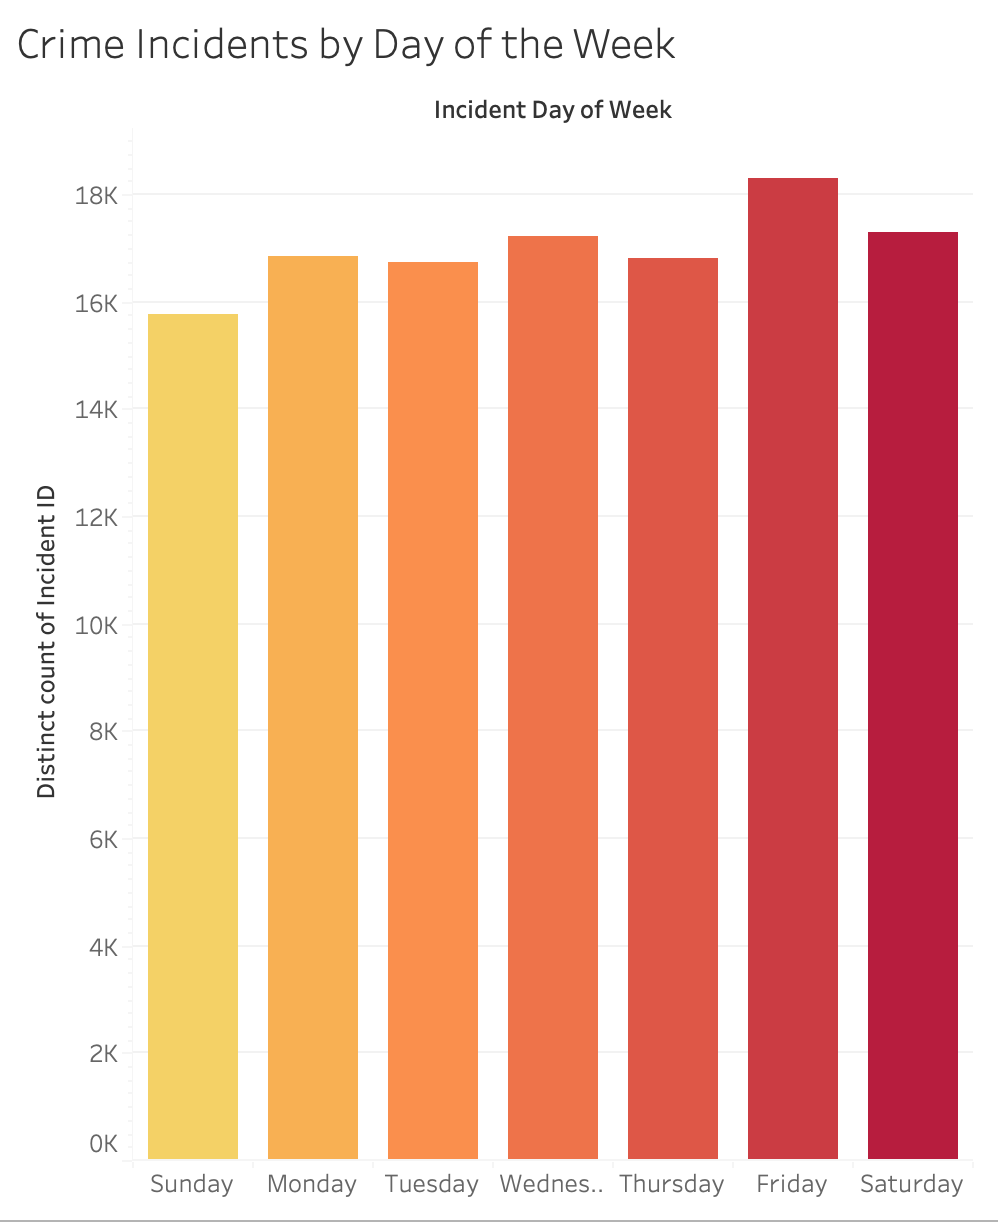 Crime Incidents by Day of the Week
Incident Day of Week
Distinct count of Incident ID
18K
16K
14K
12K
10K
8K
6K
4K
2K
0K
Sunday Monday Tuesday Wednes.. Thursday Friday Saturday